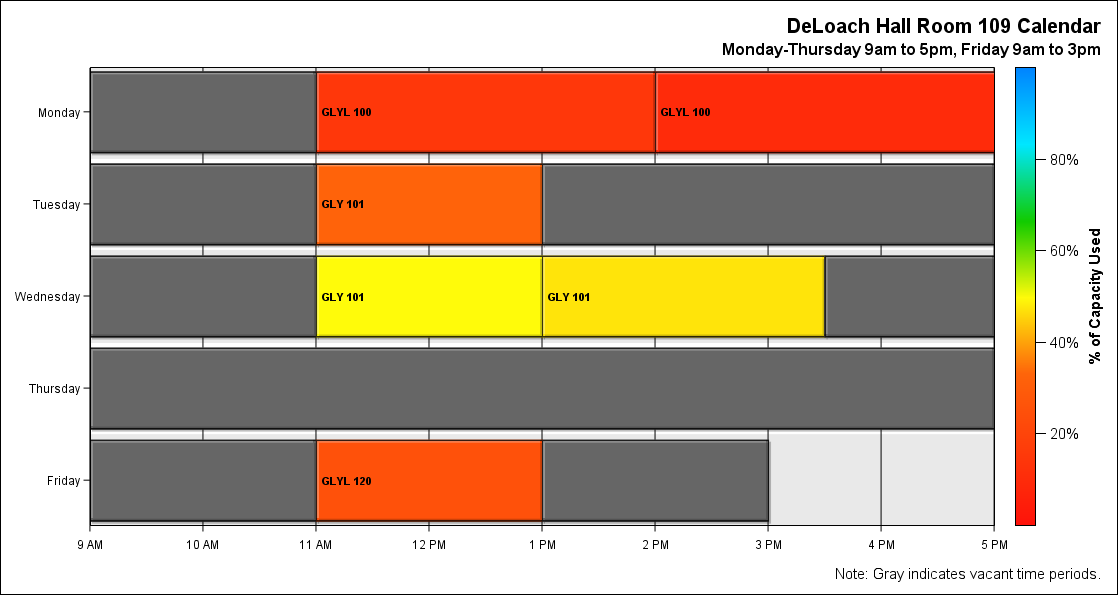 DeLoach Hall Room 109 Calendar
Monday-Thursday 9am to 5pm, Friday 9am to 3pm
Monday
GLYL 100
GLYL 100
Tuesday
GLY 101
Wednesday
GLY 101
GLY 101
Thursday
Friday
GLYL 120
9 AM
10 AM
11 AM
12 PM
1 PM
2 PM
3 PM
4 PM
5 PM
80%
60%
40%
20%
% of Capacity Used
Note: Gray indicates vacant time periods.